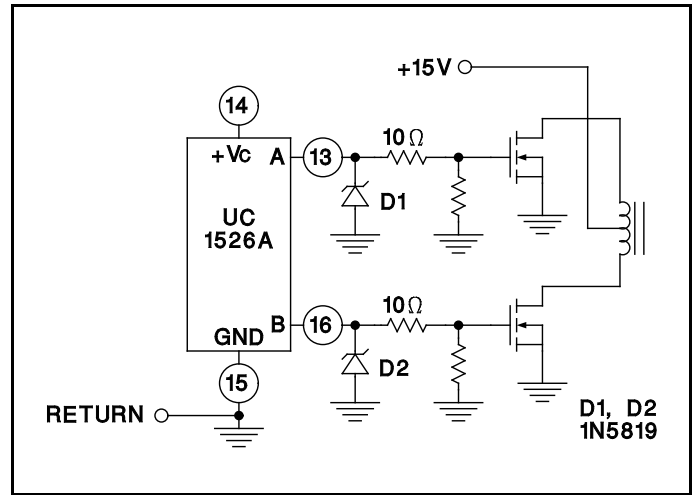 +15V
14
+VC A 13 10Ω
D1
UC
1526A
B 16 10Ω
GND
D2
15
RETURN
D1, D2
1N5819